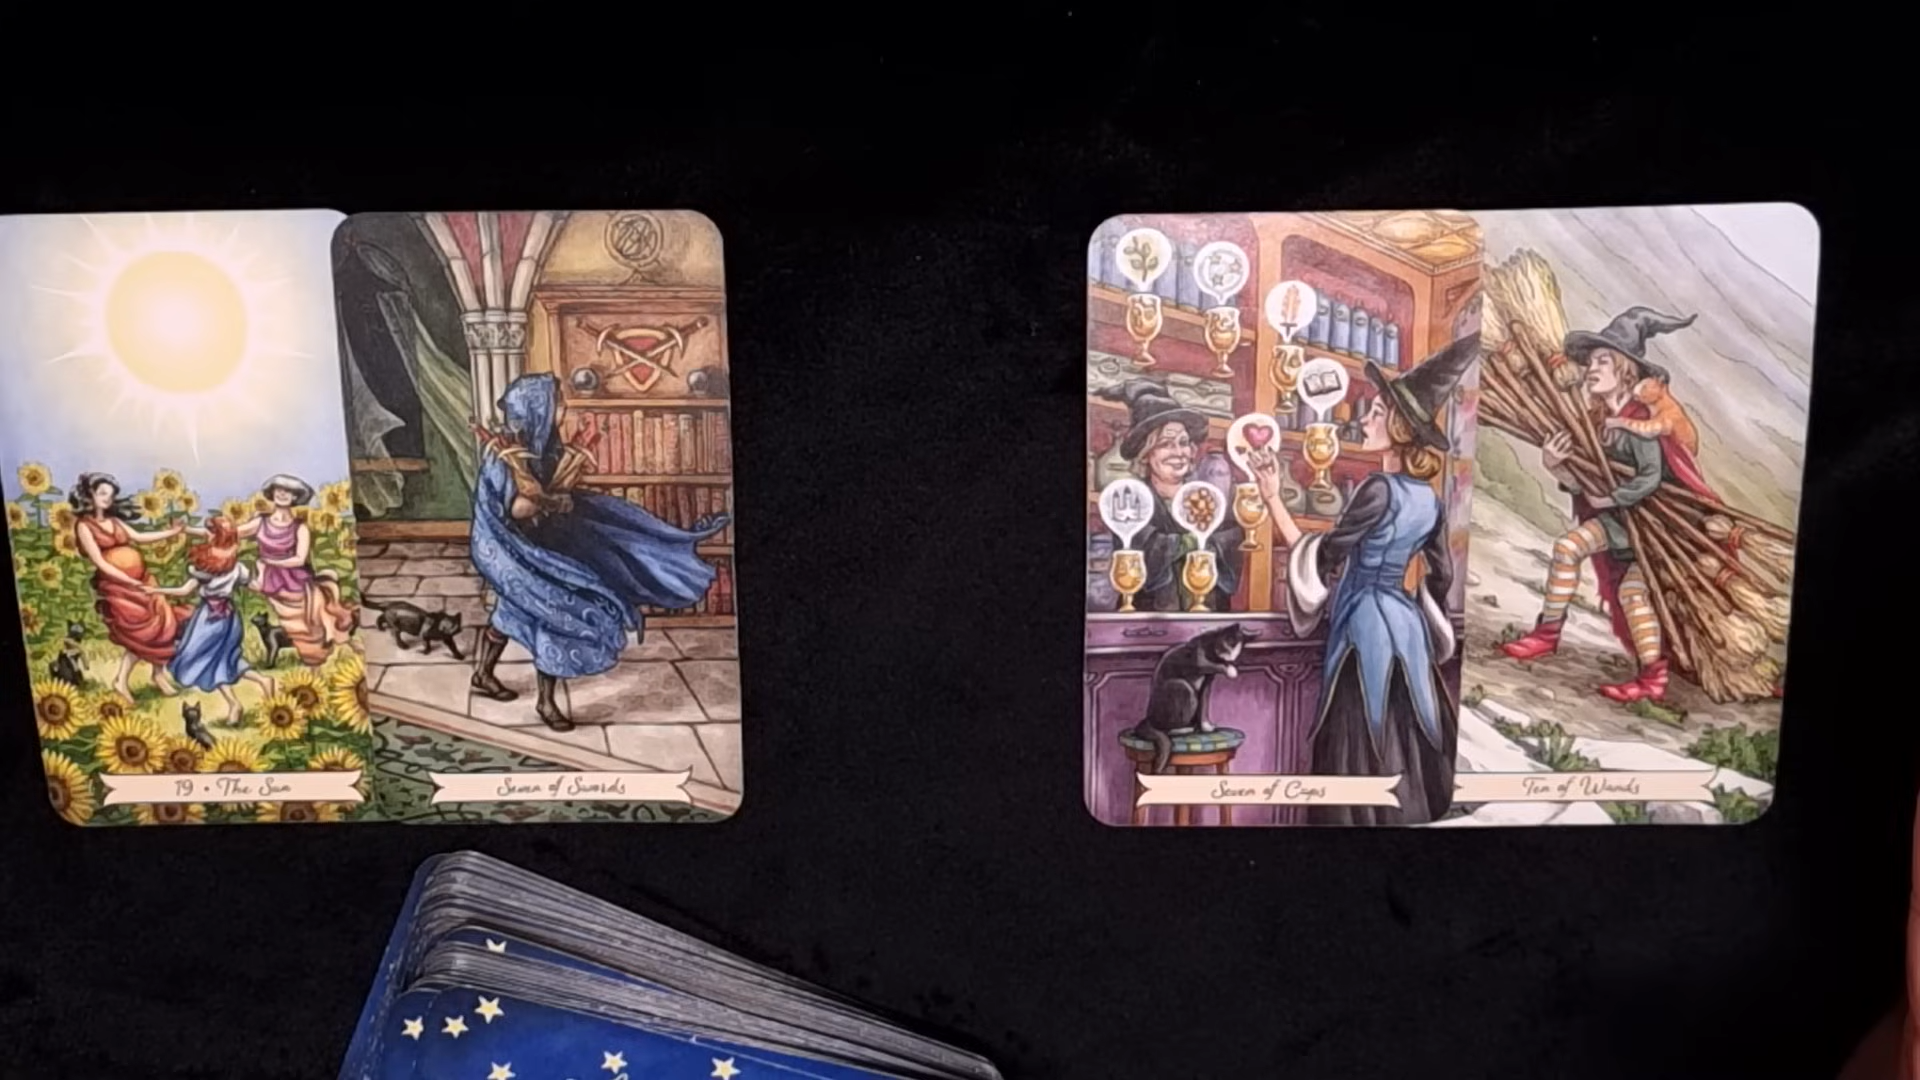 19 • The Sun
Seven of Swords
Seven of Cups
Ten of Wands